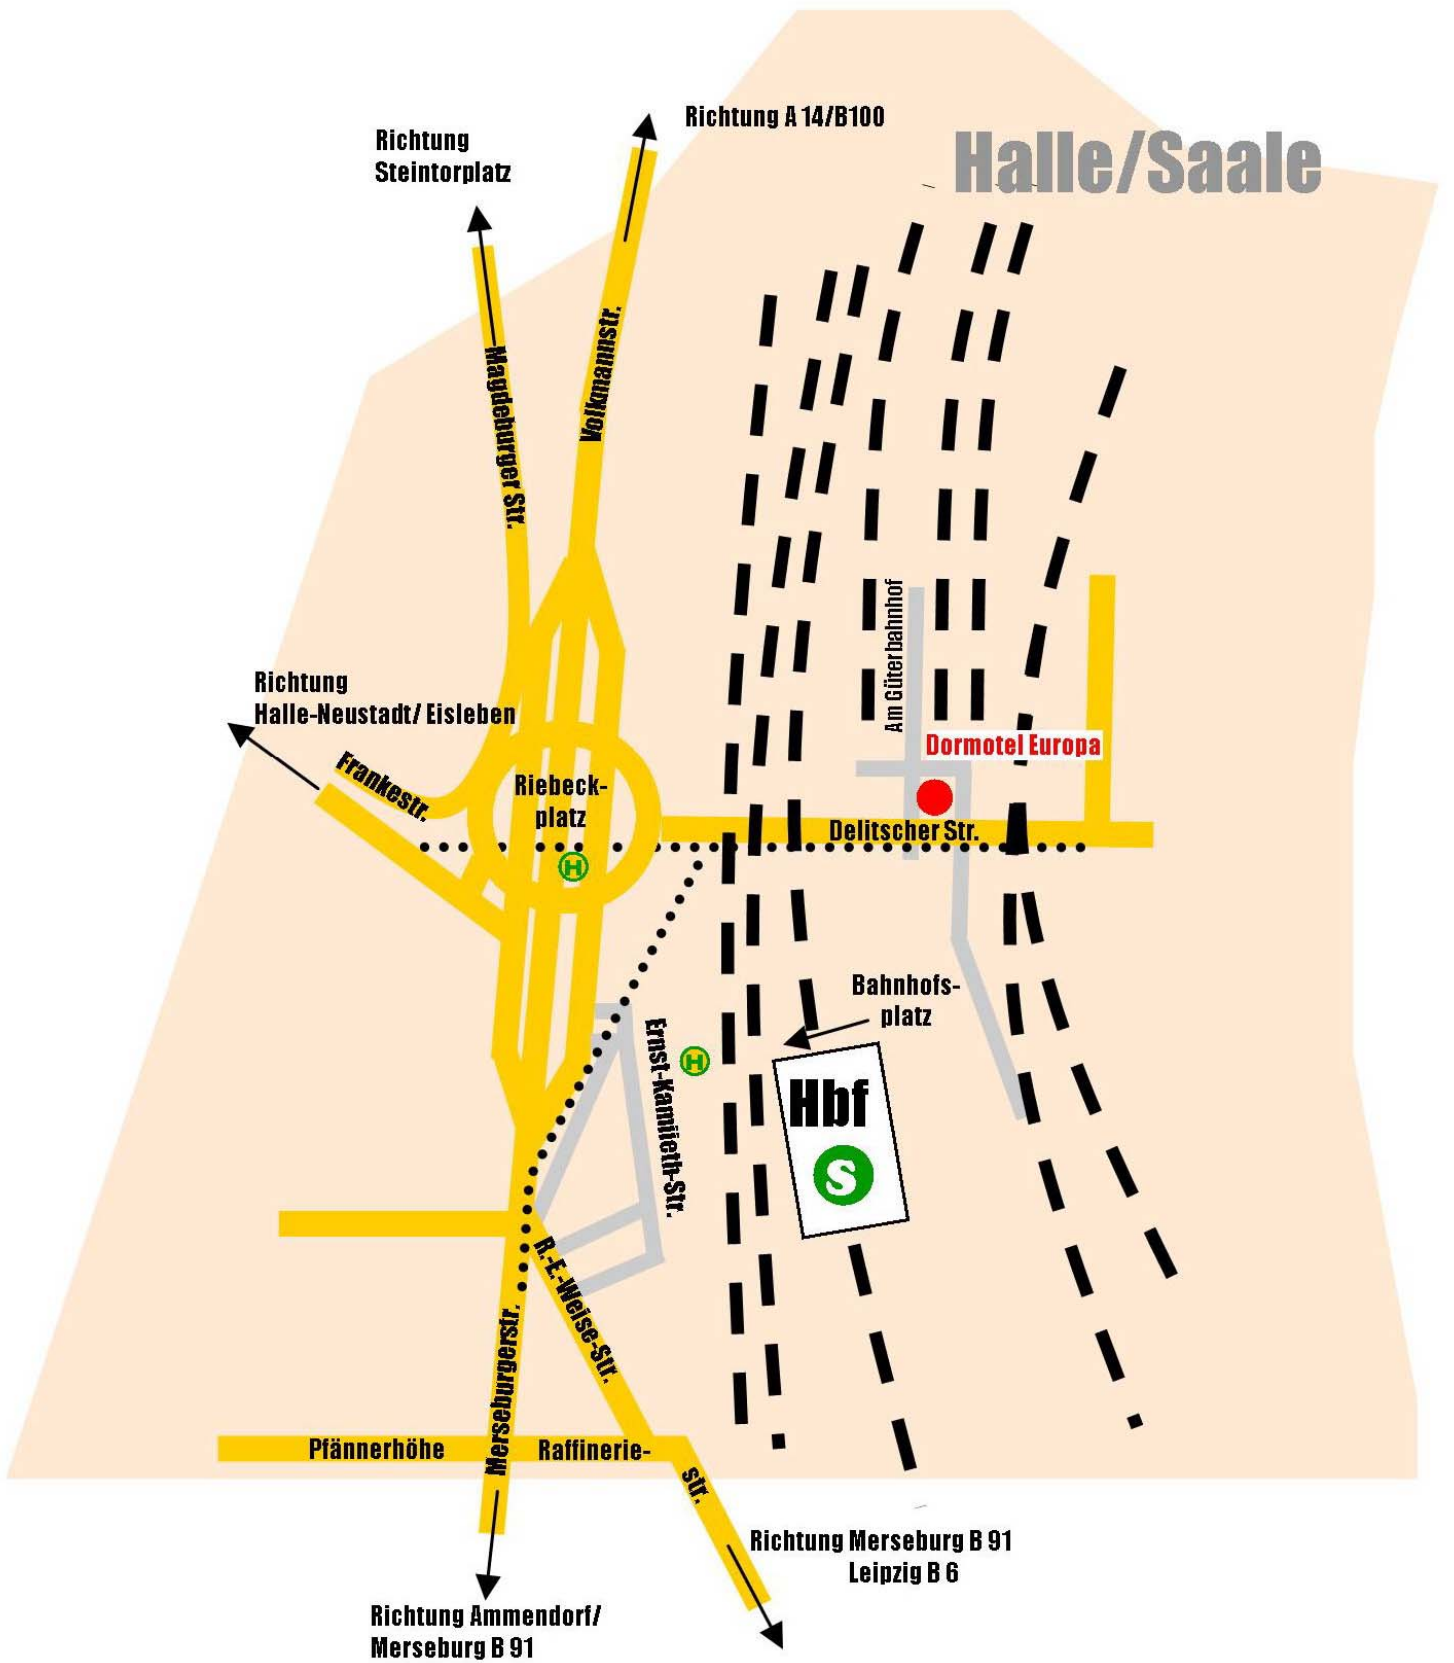 Richtung A 14/B100
Richtung
Steintorplatz
Halle/Saale
Volkmannstr.
Magdeburger Str.
Am Güterbahnhof
Richtung
Halle-Neustadt/ Eisleben
Dormotel Europa
Frankestr.
Riebeck-
platz
Delitscher Str.
H
Bahnhofs-
platz
Ernst-Kamiieth-Str.
H
Hbf
S
R.-E.-Weise-Str.
Merseburgerstr.
Pfännerhöhe
Raffinerie-
str.
Richtung Merseburg B 91
Leipzig B 6
Richtung Ammendorf/
Merseburg B 91